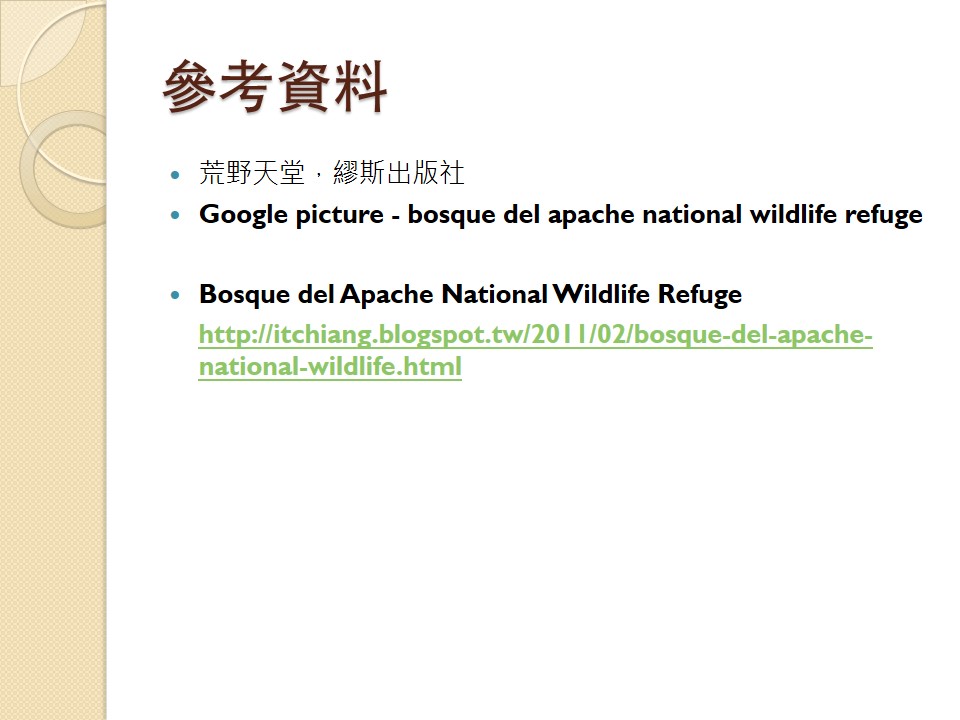 參考資料
荒野天堂，繆斯出版社
Google picture - bosque del apache national wildlife refuge
Bosque del Apache National Wildlife Refuge
http://itchiang.blogspot.tw/2011/02/bosque-del-apache-
national-wildlife.html